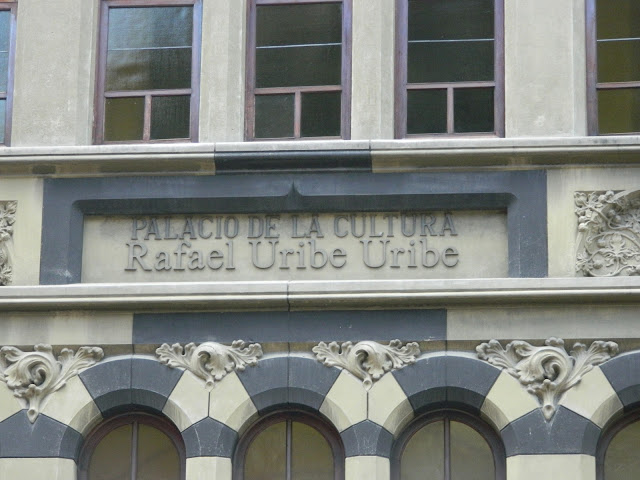 PALACIO DE LA CULTURA
Rafael Uribe Uribe